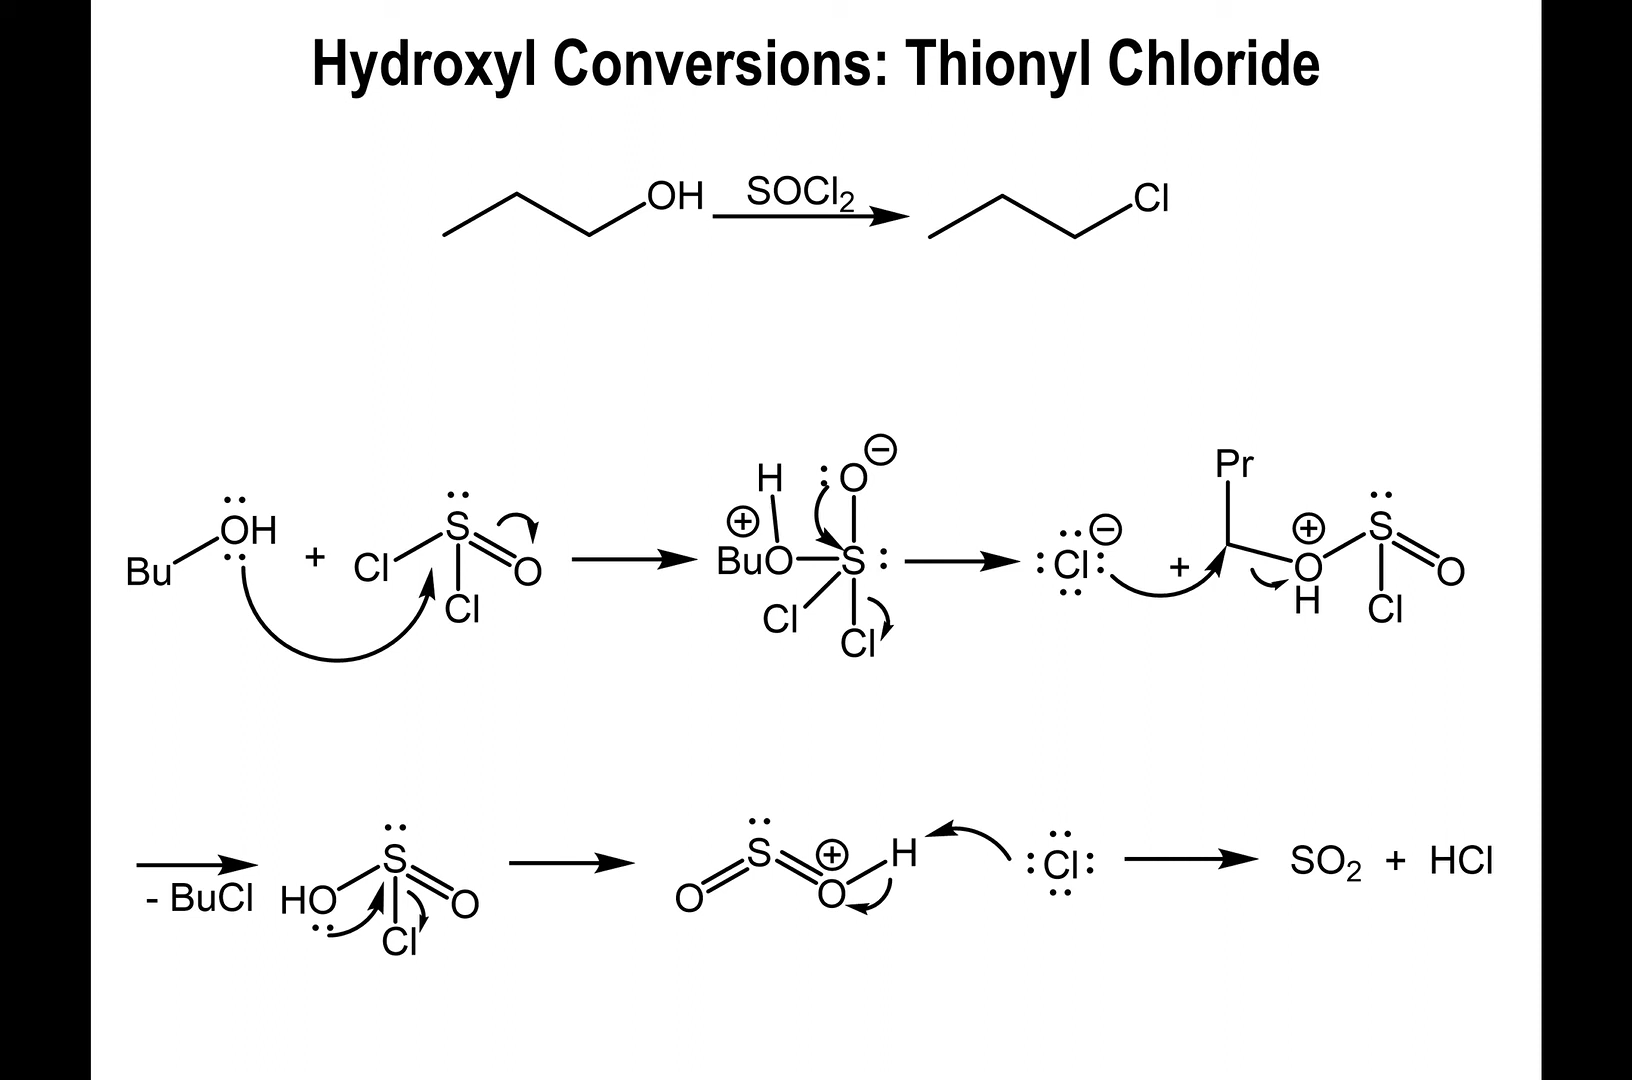 Hydroxyl Conversions: Thionyl Chloride
OH SOCl2 Cl
Bu OH + Cl S O Cl
H O ⊖ ⊕ BuO S Cl Cl
Cl ⊖ + Pr ⊕ O H S O Cl
- BuCl HO S O Cl
O S ⊕ O H Cl SO2 + HCl